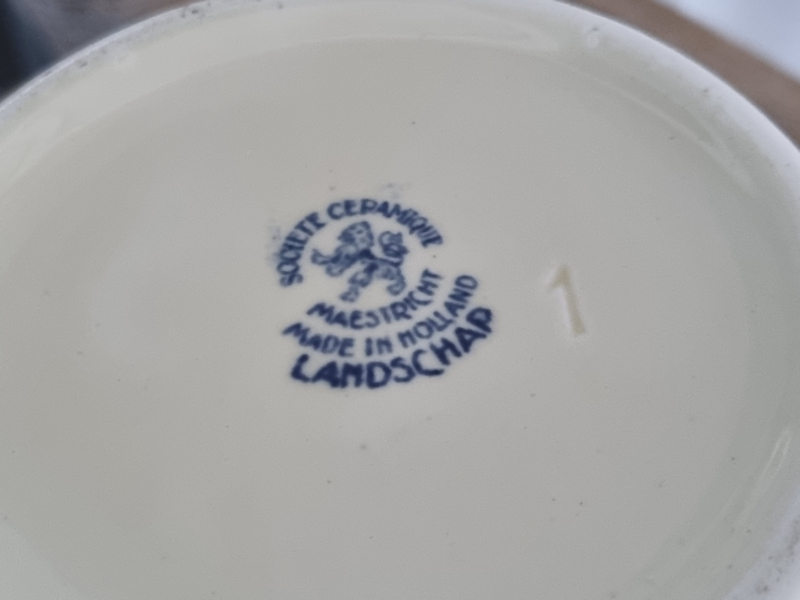 SOCIETE CERAMIQUE
MAESTRICHT
MADE IN HOLLAND
LANDSCHAP
1